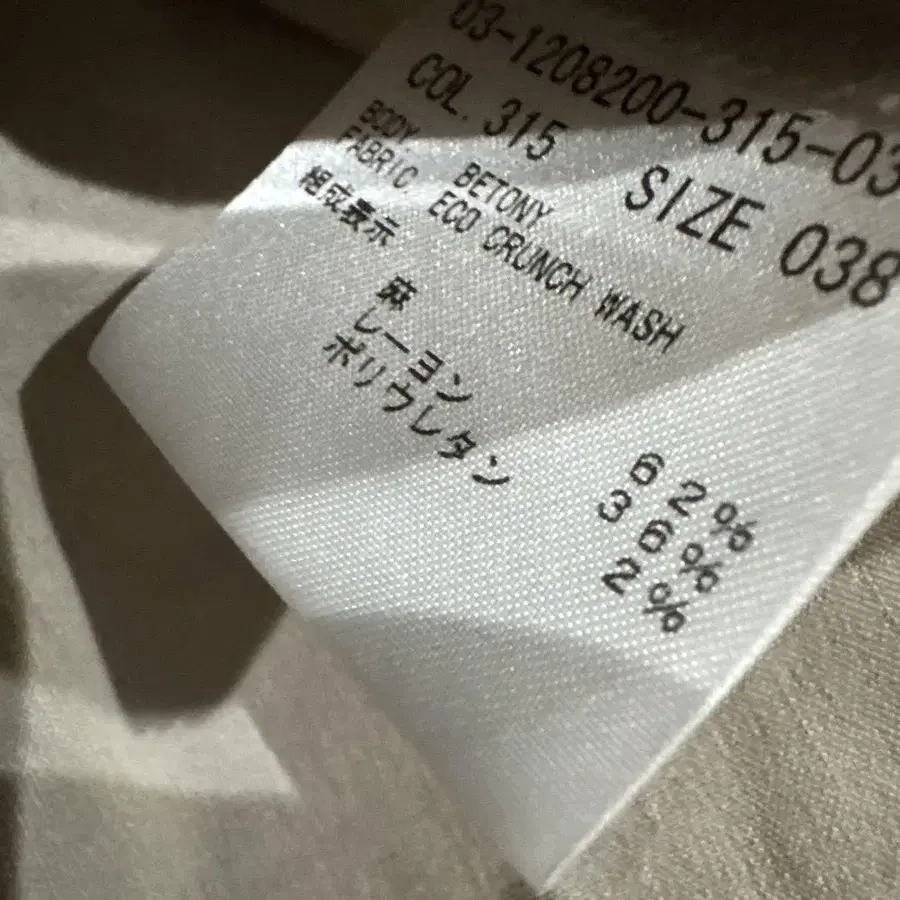 03-1208200-315-03
COL. 315 SIZE 038
BODY. BETONY
FABRIC ECO CRUNCH WASH
組成表示
麻 62%
レーヨン 36%
ポリウレタン 2%